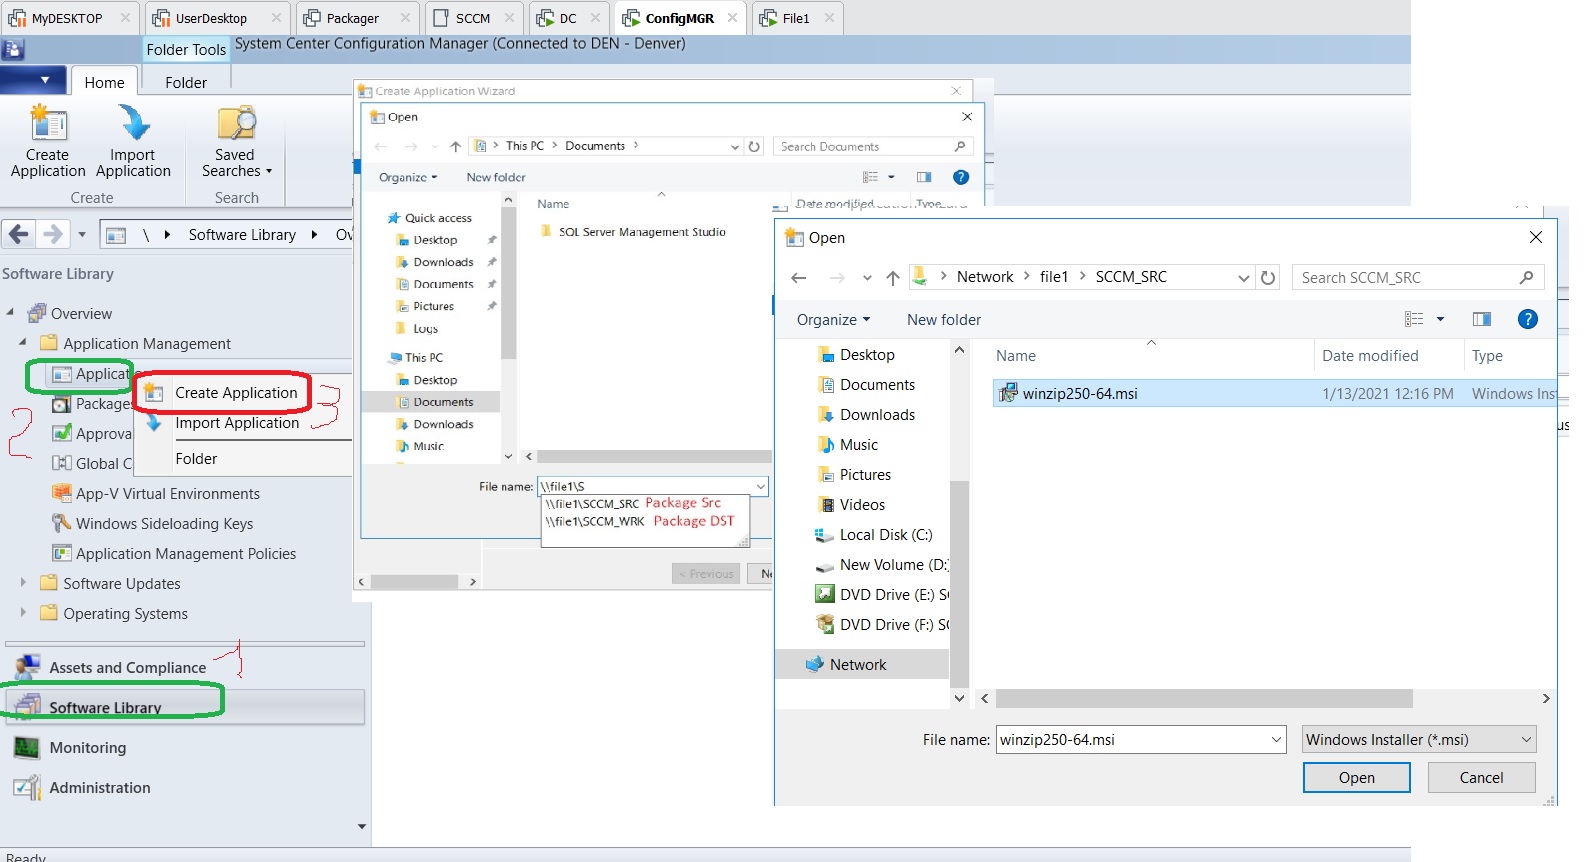 MyDESKTOP
UserDesktop
Packager
SCCM
DC
ConfigMGR
File1
Folder Tools
System Center Configuration Manager (Connected to DEN - Denver)
Home
Folder
Create Application
Import Application
Saved Searches
Create
Search
\ Software Library
Software Library
Overview
Application Management
Applicat
Packages
Approva
Global C
App-V Virtual Environments
Windows Sideloading Keys
Application Management Policies
Software Updates
Operating Systems
Create Application
Import Application
Folder
2
3
1
Assets and Compliance
Software Library
Monitoring
Administration
Ready
Create Application Wizard
Open
This PC > Documents >
Search Documents
Organize
New folder
Name
Date modified
Type
Quick access
Desktop
Downloads
Documents
Pictures
Logs
This PC
Desktop
Documents
Downloads
Music
SQL Server Management Studio
File name: \\file1\S
\\file1\SCCM_SRC Package Src
\\file1\SCCM_WRK Package DST
< Previous
Ne
Open
> Network > file1 > SCCM_SRC
Search SCCM_SRC
Organize
New folder
Name
Date modified
Type
Desktop
Documents
Downloads
Music
Pictures
Videos
Local Disk (C:)
New Volume (D:)
DVD Drive (E:) SC
DVD Drive (F:) SC
Network
winzip250-64.msi 1/13/2021 12:16 PM Windows Ins
File name: winzip250-64.msi
Windows Installer (*.msi)
Open
Cancel